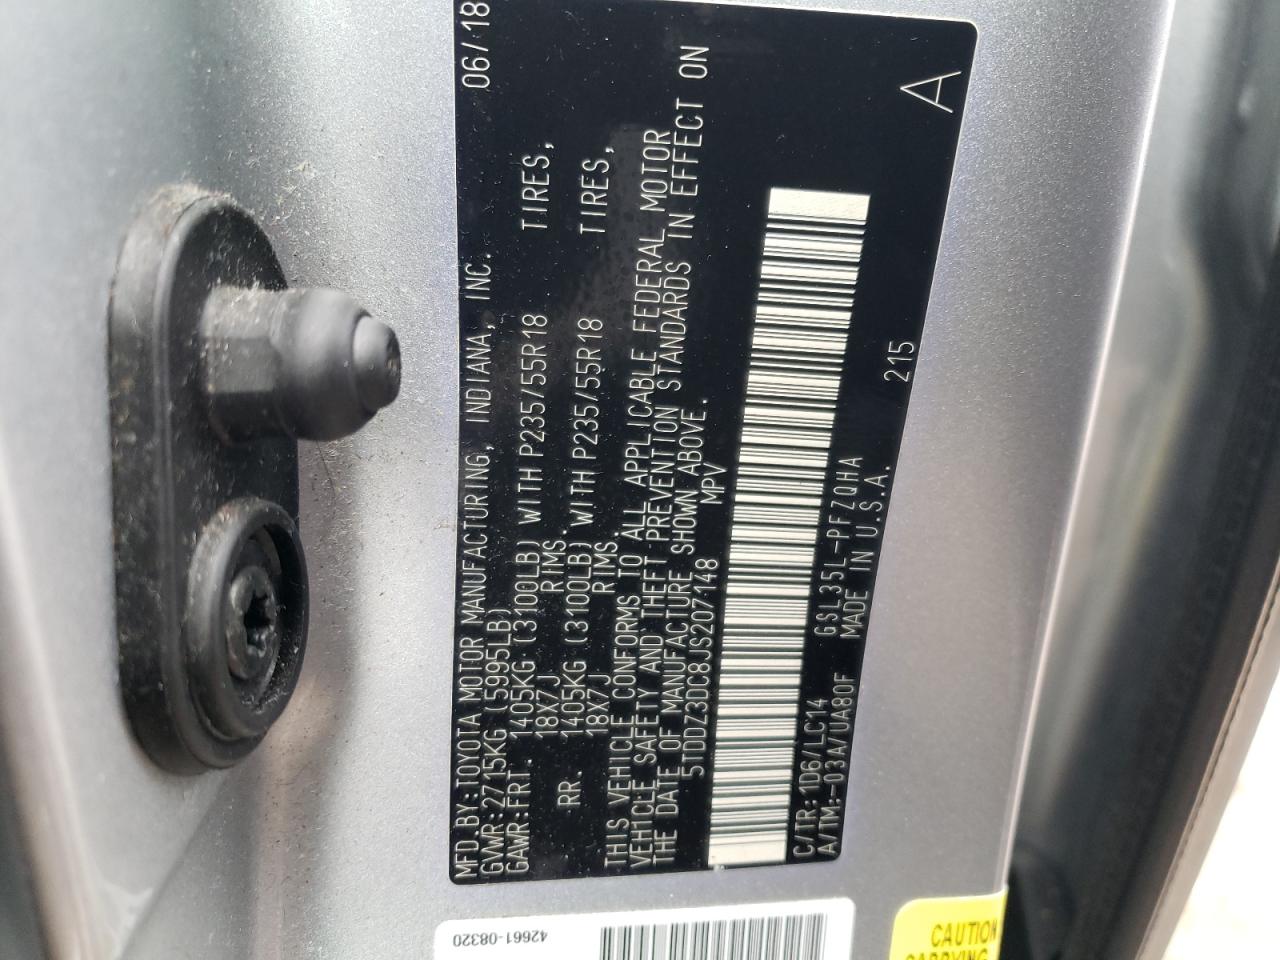 MFD.BY:TOYOTA MOTOR MANUFACTURING, INDIANA, INC. 06/18
GVWR:2715KG (5995LB)
GAWR:FRT. 1405KG (3100LB) WITH P235/55R18 TIRES,
18X7J RIMS.
RR. 1405KG (3100LB) WITH P235/55R18 TIRES,
18X7J RIMS.
THIS VEHICLE CONFORMS TO ALL APPLICABLE FEDERAL MOTOR
VEHICLE SAFETY AND THEFT PREVENTION STANDARDS IN EFFECT ON
THE DATE OF MANUFACTURE SHOWN ABOVE.
5TDDZ3DC8JS207148 MPV
C/TR:1D6/LC14 GSL35L-PFZQHA 215
A/TM:-03A/UA80F MADE IN U.S.A.
A
42661-08320
CAUTION
CARRYING